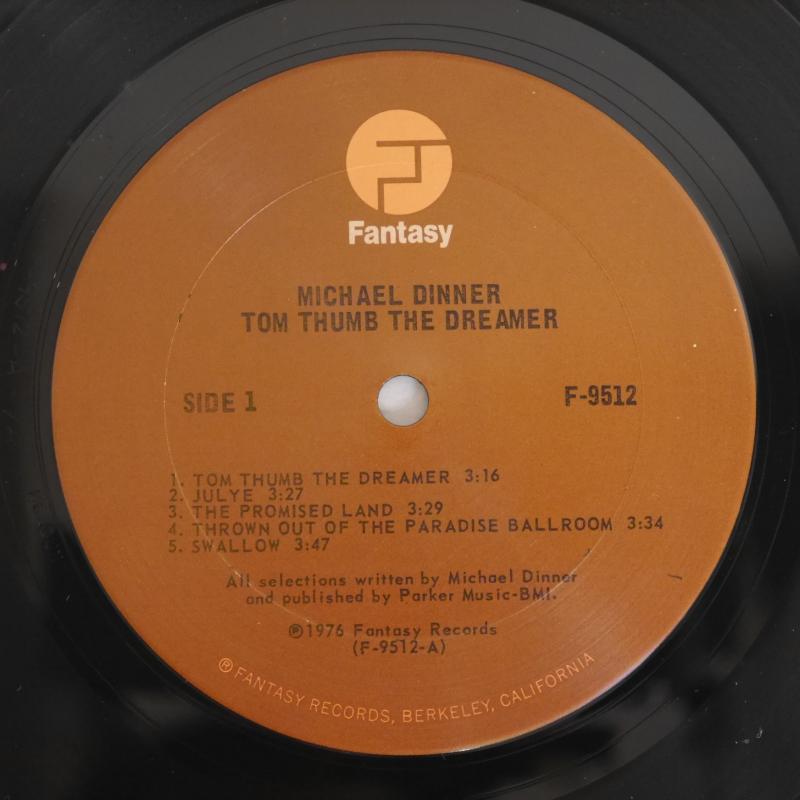 Fantasy
MICHAEL DINNER
TOM THUMB THE DREAMER
SIDE 1
F-9512
1. TOM THUMB THE DREAMER 3:16
2. JULYE 3:27
3. THE PROMISED LAND 3:29
4. THROWN OUT OF THE PARADISE BALLROOM 3:34
5. SWALLOW 3:47
All selections written by Michael Dinner
and published by Parker Music-BMI.
℗1976 Fantasy Records
(F-9512-A)
® FANTASY RECORDS, BERKELEY, CALIFORNIA